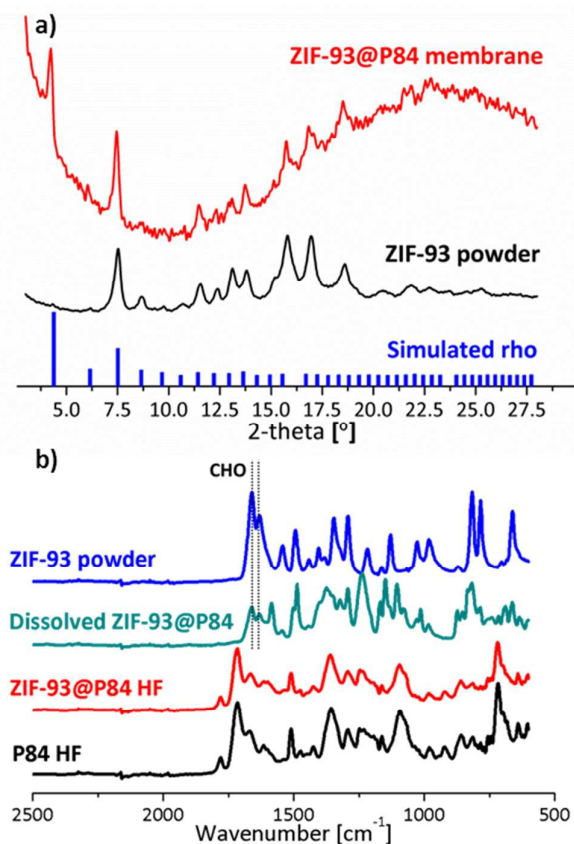 a)
ZIF-93@P84 membrane
ZIF-93 powder
Simulated rho
5.0 7.5 10.0 12.5 15.0 17.5 20.0 22.5 25.0 27.5
2-theta [°]
b)
CHO
ZIF-93 powder
Dissolved ZIF-93@P84
ZIF-93@P84 HF
P84 HF
2500 2000 1500 1000 500
Wavenumber [cm⁻¹]